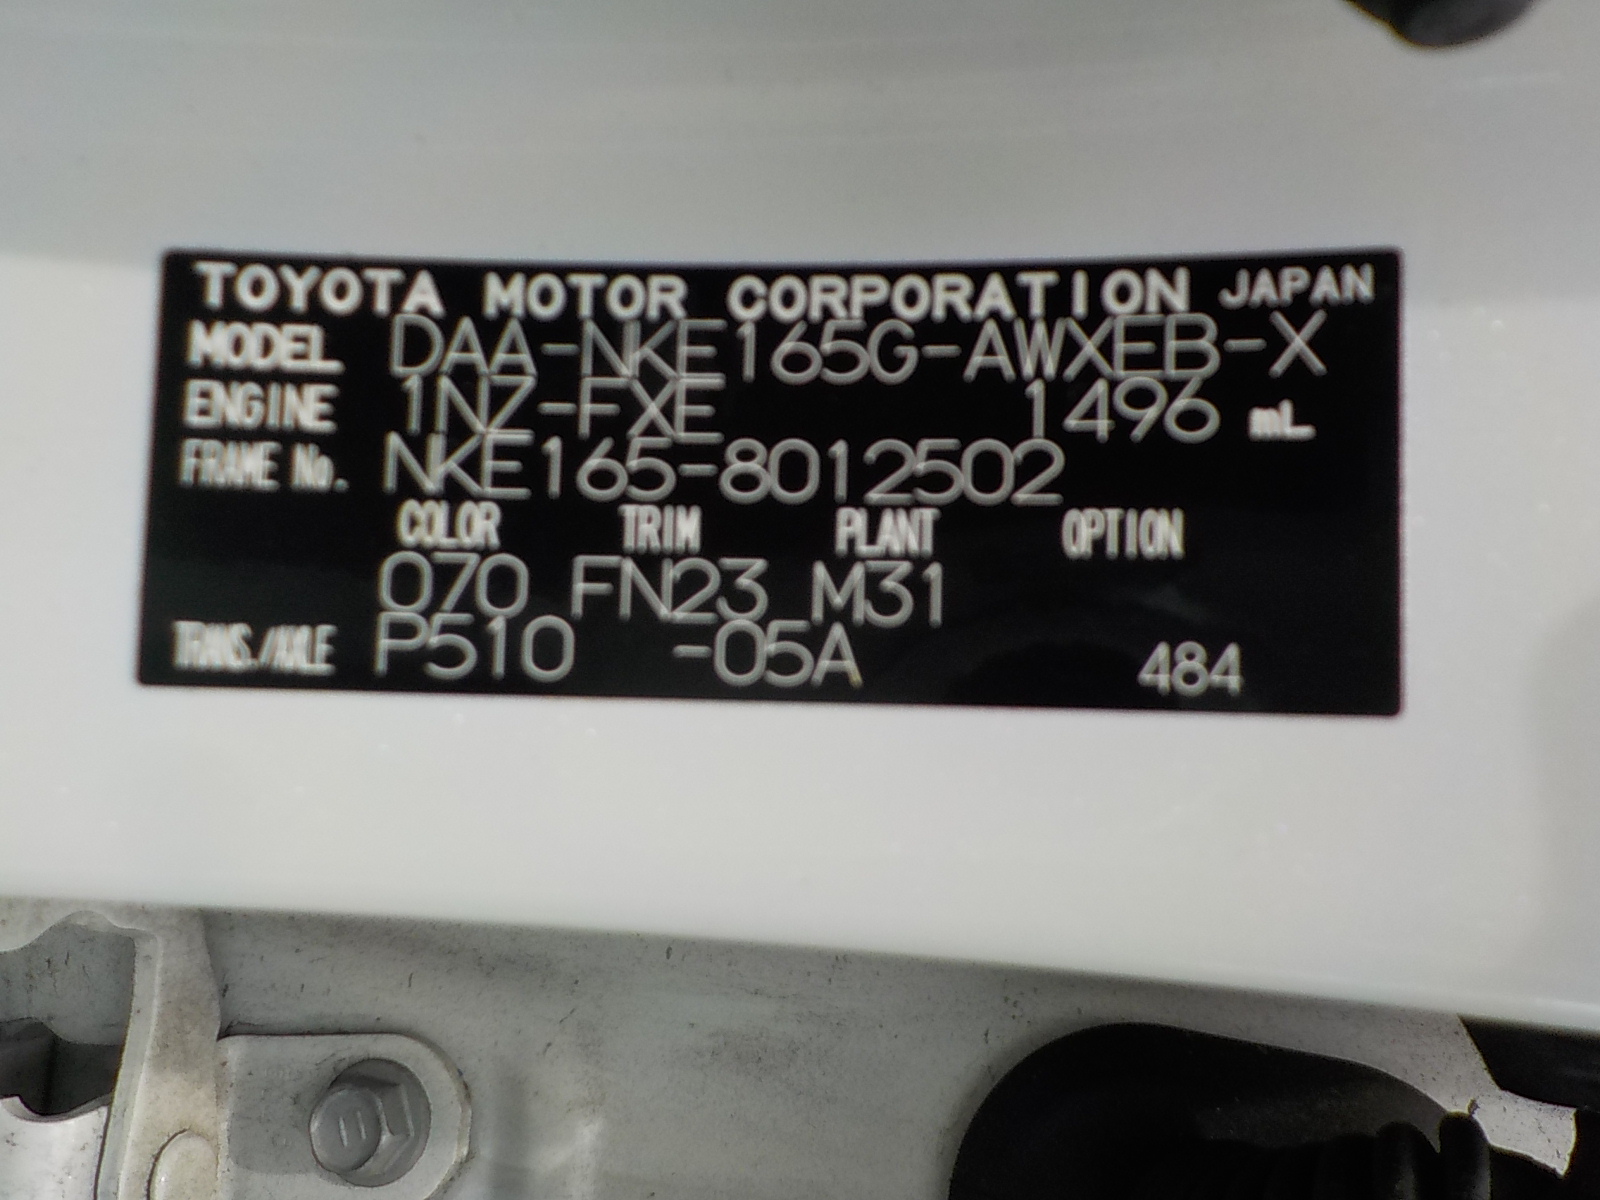 TOYOTA MOTOR CORPORATION JAPAN
MODEL DAA-NKE165G-AWXEB-X
ENGINE 1NZ-FXE 1496 mL
FRAME No. NKE165-8012502
COLOR TRIM PLANT OPTION
070 FN23 M31
TRANS./AXLE P510 -05A 484